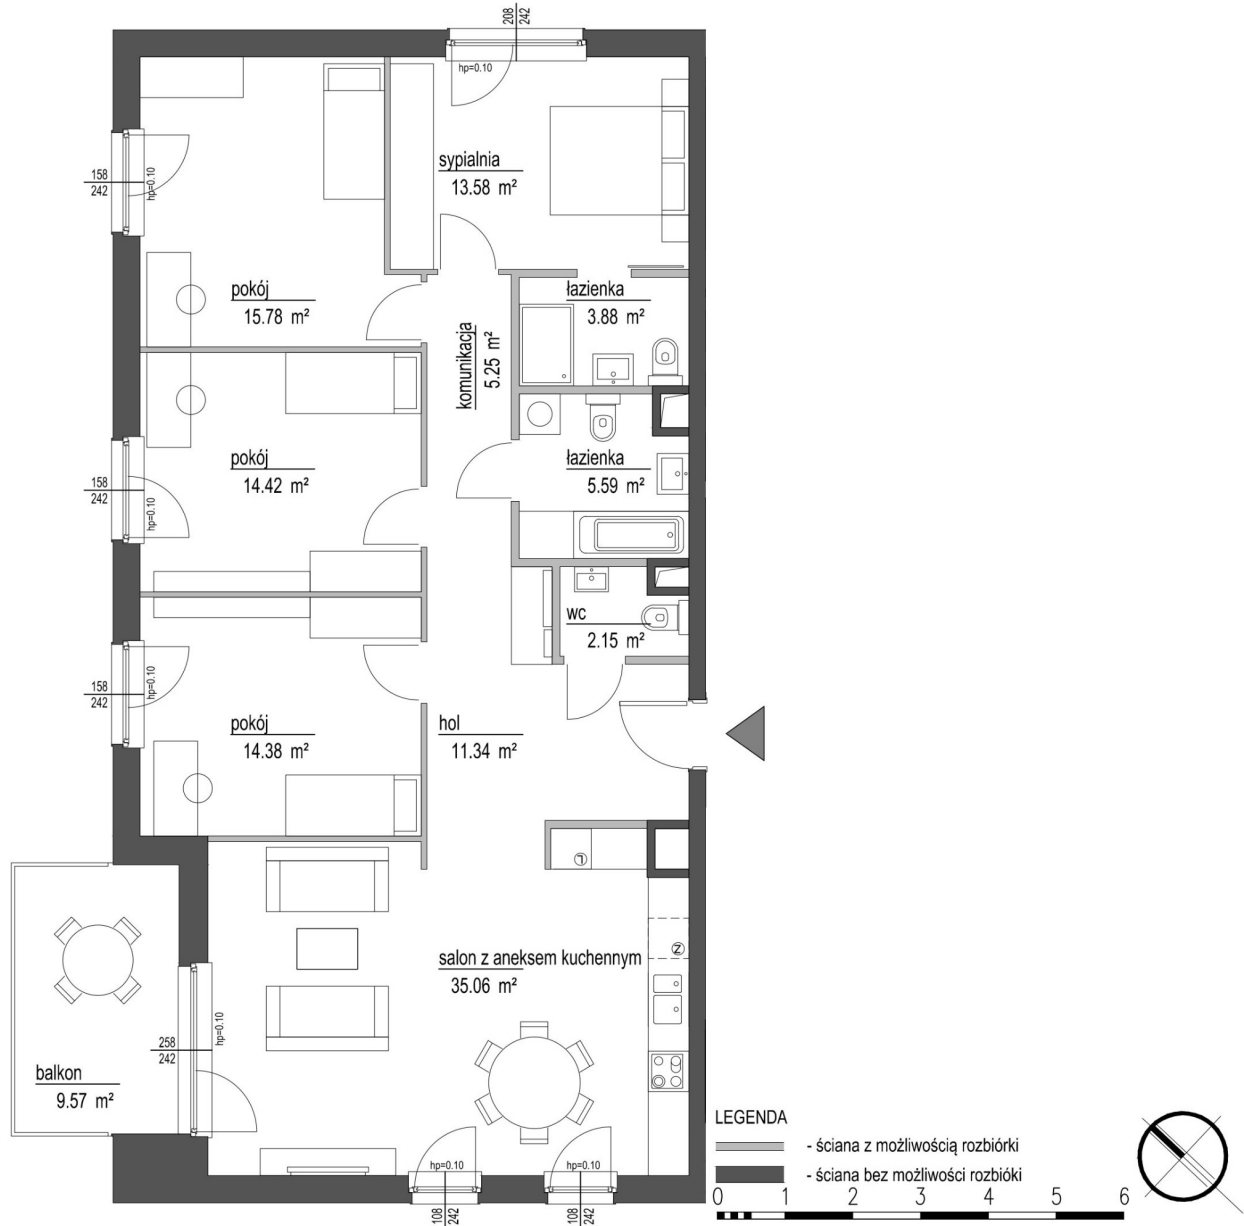 208
242
hp=0.10
sypialnia
13.58 m²
158
242
hp=0.10
pokój
15.78 m²
łazienka
3.88 m²
komunikacja
5.25 m²
pokój
14.42 m²
łazienka
5.59 m²
158
242
hp=0.10
wc
2.15 m²
158
242
hp=0.10
pokój
14.38 m²
hol
11.34 m²
L
salon z aneksem kuchennym
35.06 m²
Z
258
242
hp=0.10
balkon
9.57 m²
hp=0.10
108
242
hp=0.10
108
242
LEGENDA
- ściana z możliwością rozbiórki
- ściana bez możliwości rozbióki
0 1 2 3 4 5 6